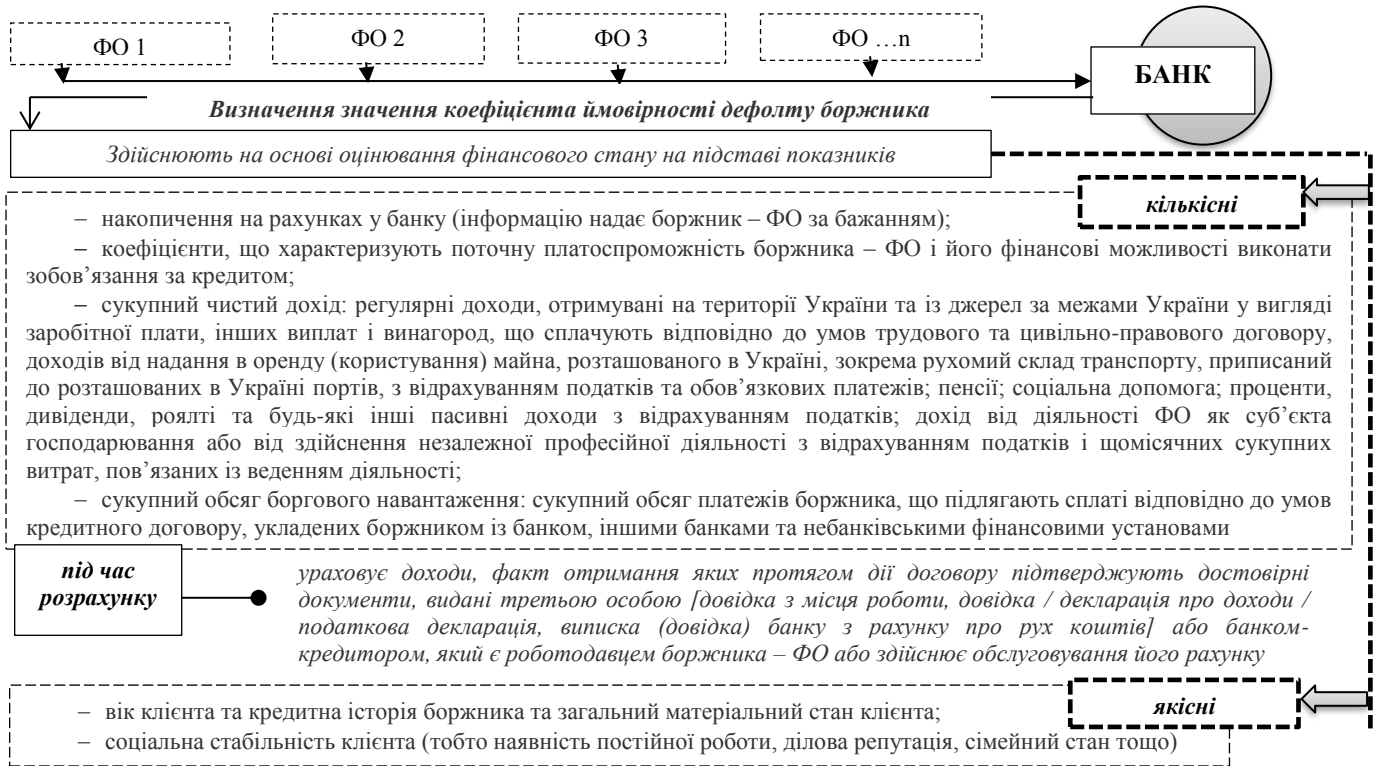 ФО 1
ФО 2
ФО 3
ФО …n
БАНК
Визначення значення коефіцієнта ймовірності дефолту боржника
Здійснюють на основі оцінювання фінансового стану на підставі показників
кількісні
– накопичення на рахунках у банку (інформацію надає боржник – ФО за бажанням);
– коефіцієнти, що характеризують поточну платоспроможність боржника – ФО і його фінансові можливості виконати
зобов’язання за кредитом;
– сукупний чистий дохід: регулярні доходи, отримувані на території України та із джерел за межами України у вигляді
заробітної плати, інших виплат і винагород, що сплачують відповідно до умов трудового та цивільно-правового договору,
доходів від надання в оренду (користування) майна, розташованого в Україні, зокрема рухомий склад транспорту, приписаний
до розташованих в Україні портів, з відрахуванням податків та обов’язкових платежів; пенсії; соціальна допомога; проценти,
дивіденди, роялті та будь-які інші пасивні доходи з відрахуванням податків; дохід від діяльності ФО як суб’єкта
господарювання або від здійснення незалежної професійної діяльності з відрахуванням податків і щомісячних сукупних
витрат, пов’язаних із веденням діяльності;
– сукупний обсяг боргового навантаження: сукупний обсяг платежів боржника, що підлягають сплаті відповідно до умов
кредитного договору, укладених боржником із банком, іншими банками та небанківськими фінансовими установами
під час
розрахунку
ураховує доходи, факт отримання яких протягом дії договору підтверджують достовірні
документи, видані третьою особою [довідка з місця роботи, довідка / декларація про доходи /
податкова декларація, виписка (довідка) банку з рахунку про рух коштів] або банком-
кредитором, який є роботодавцем боржника – ФО або здійснює обслуговування його рахунку
якісні
– вік клієнта та кредитна історія боржника та загальний матеріальний стан клієнта;
– соціальна стабільність клієнта (тобто наявність постійної роботи, ділова репутація, сімейний стан тощо)